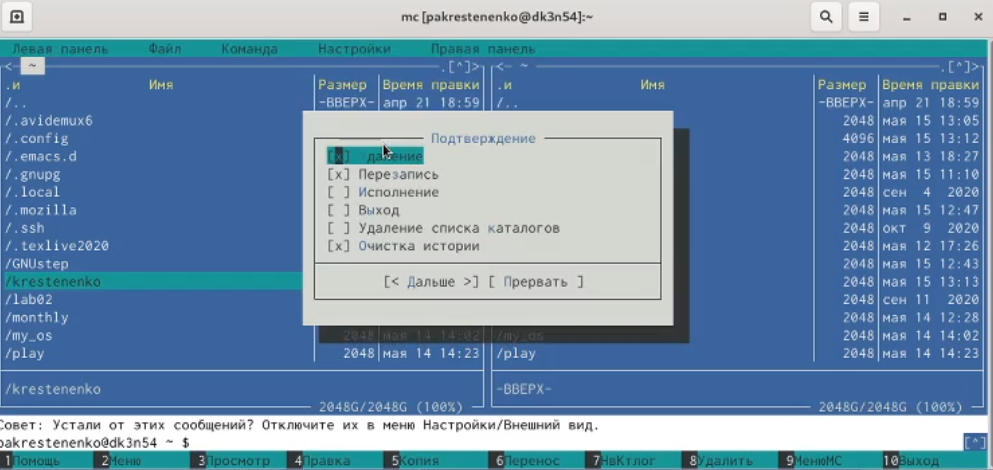 mc [pakrestenenko@dk3n54]:~
Левая панель Файл Команда Настройки Правая панель
<- ~ .[^]> <- ~ .[^]>
.и Имя Размер Время правки .и Имя Размер Время правки
/.. -ВВЕРХ- апр 21 18:59 /.. -ВВЕРХ- апр 21 18:59
/.avidemux6 2048 мая 15 13:05
/.config 4096 мая 15 13:12
/.emacs.d 2048 мая 13 18:27
/.gnupg 2048 мая 15 11:10
/.local 2048 сен 4 2020
/.mozilla 2048 мая 15 12:47
/.ssh 2048 окт 9 2020
/.texlive2020 2048 мая 12 17:26
/GNUstep 2048 мая 15 12:43
/krestenenko 2048 мая 15 13:13
/lab02 2048 сен 11 2020
/monthly 2048 мая 14 12:28
/my_os 2048 мая 14 14:02 /my_os 2048 мая 14 14:02
/play 2048 мая 14 14:23 /play 2048 мая 14 14:23
Подтверждение
[x] даление
[x] Перезапись
[ ] Исполнение
[ ] Выход
[ ] Удаление списка каталогов
[x] Очистка истории
[< Дальше >] [ Прервать ]
/krestenenko -ВВЕРХ-
2048G/2048G (100%) 2048G/2048G (100%)
Совет: Устали от этих сообщений? Отключите их в меню Настройки/Внешний вид.
pakrestenenko@dk3n54 ~ $ [^]
1Помощь 2Меню 3Просмотр 4Правка 5Копия 6Перенос 7НвКтлог 8Удалить 9МенюMC 10Выход